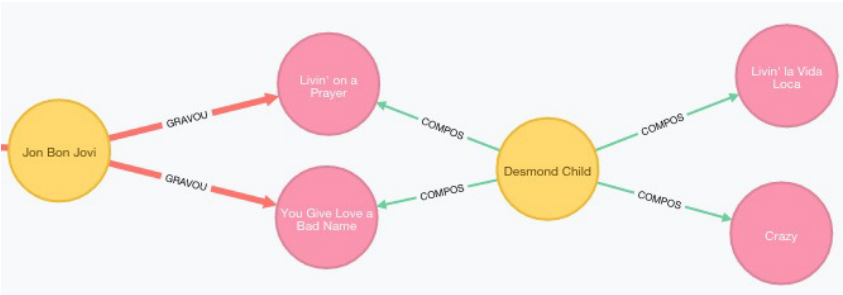 Jon Bon Jovi
GRAVOU
GRAVOU
Livin' on a
Prayer
You Give Love a
Bad Name
COMPOS
COMPOS
Desmond Child
COMPOS
COMPOS
Livin' la Vida
Loca
Crazy